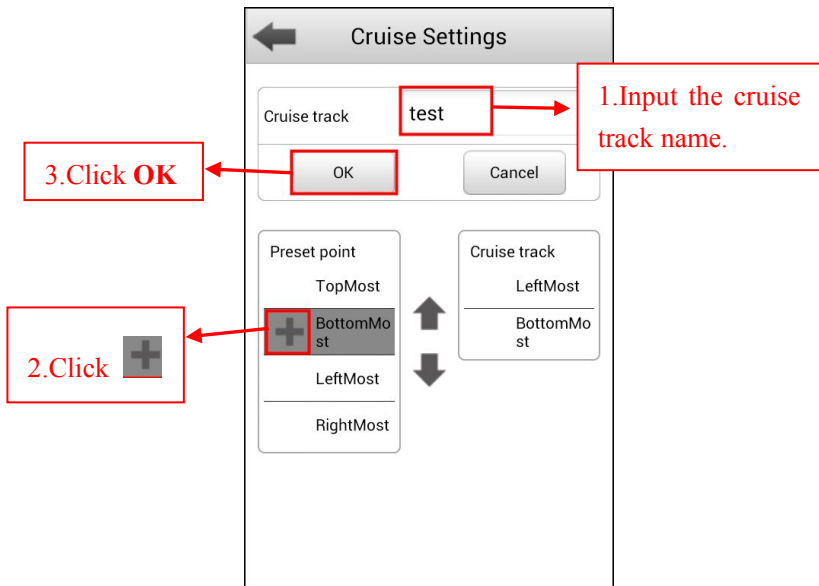 Cruise Settings
Cruise track
test
1.Input the cruise
track name.
3.Click OK
OK
Cancel
Preset point
TopMost
BottomMo
st
LeftMost
RightMost
Cruise track
LeftMost
BottomMo
st
2.Click